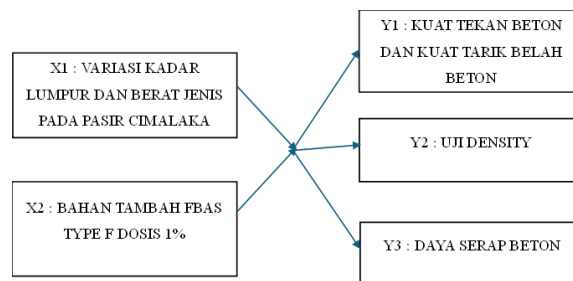 X1 : VARIASI KADAR
LUMPUR DAN BERAT JENIS
PADA PASIR CIMALAKA
X2 : BAHAN TAMBAH FBAS
TYPE F DOSIS 1%
Y1 : KUAT TEKAN BETON
DAN KUAT TARIK BELAH
BETON
Y2 : UJI DENSITY
Y3 : DAYA SERAP BETON